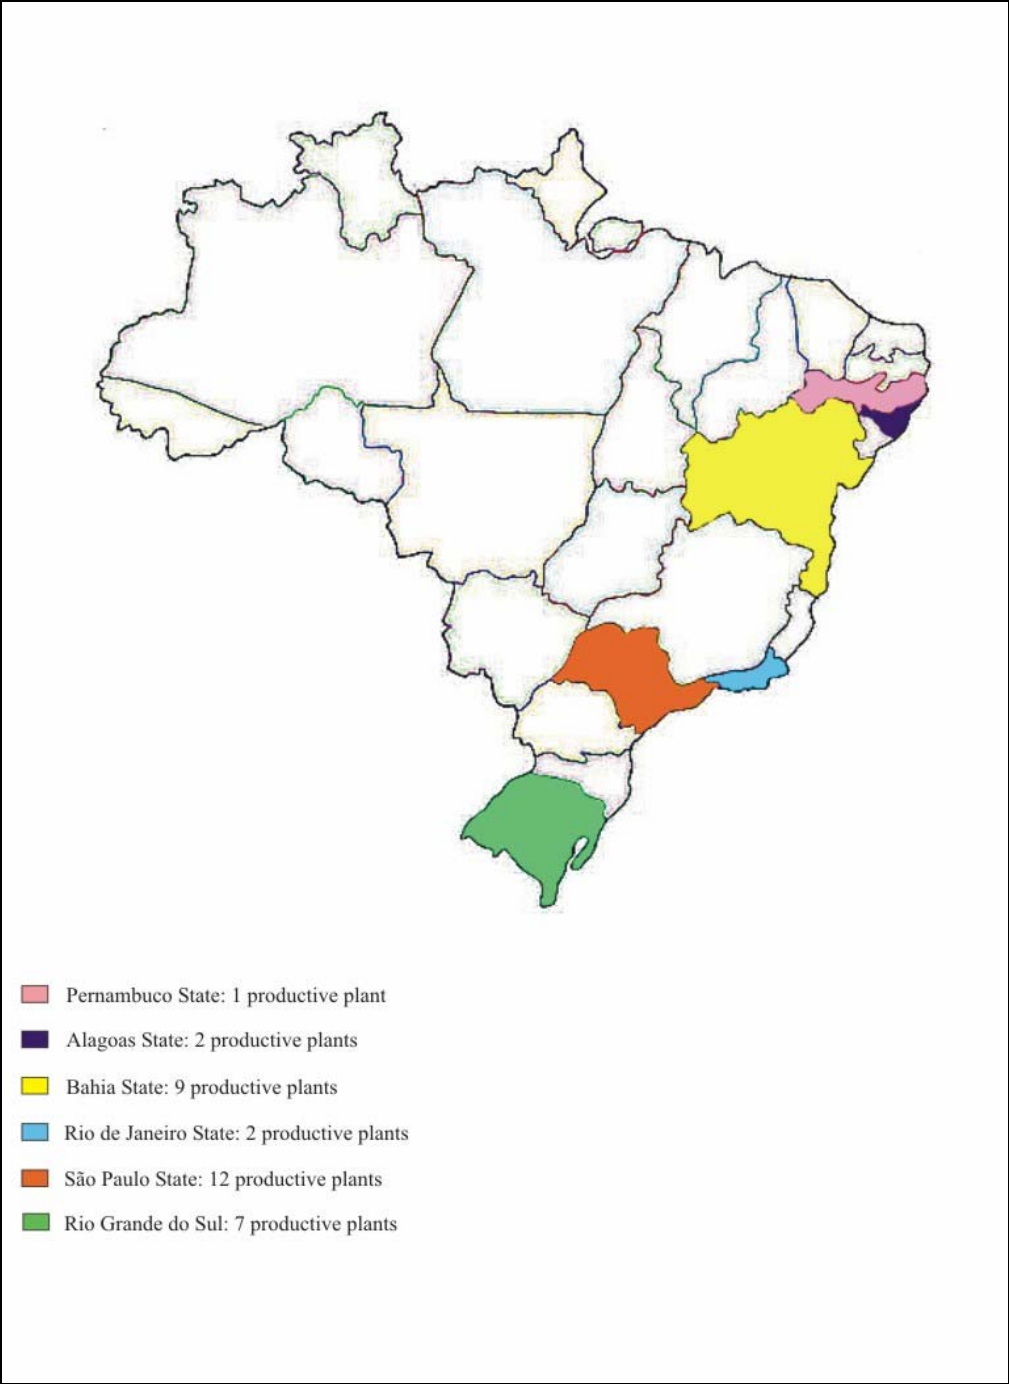 Pernambuco State: 1 productive plant
Alagoas State: 2 productive plants
Bahia State: 9 productive plants
Rio de Janeiro State: 2 productive plants
São Paulo State: 12 productive plants
Rio Grande do Sul: 7 productive plants